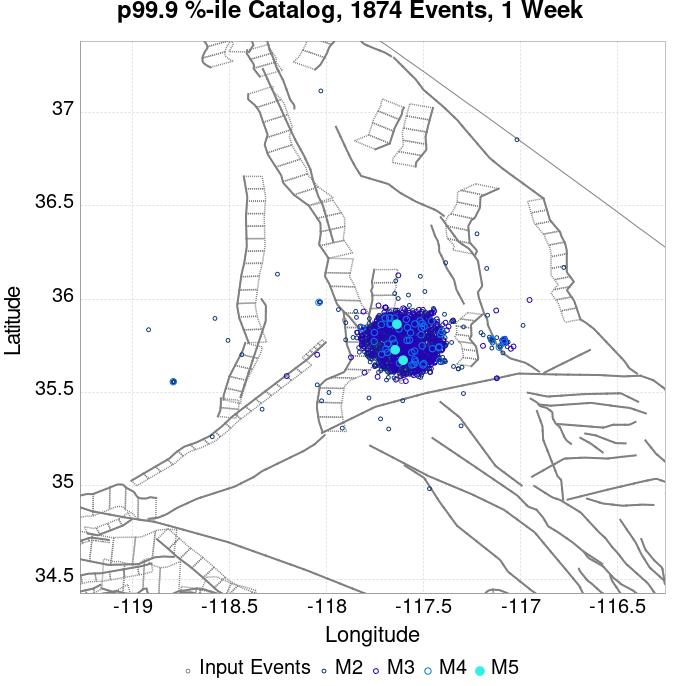 p99.9 %-ile Catalog, 1874 Events, 1 Week
Latitude
37
36.5
36
35.5
35
34.5
-119 -118.5 -118 -117.5 -117 -116.5
Longitude
Input Events M2 M3 M4 M5